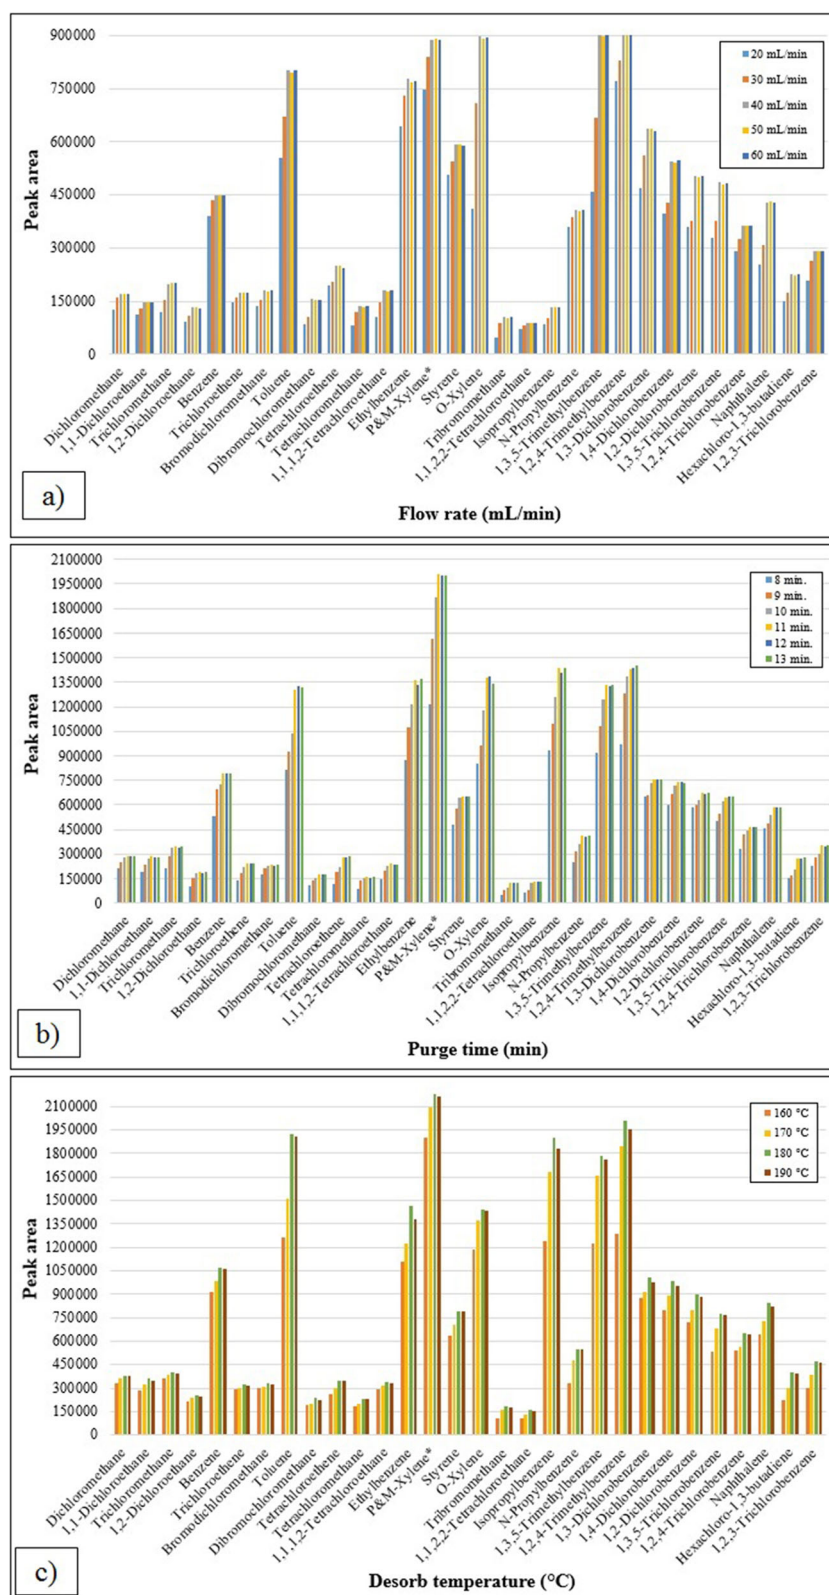 900000
750000
600000
450000
300000
150000
0
Peak area
20 mL/min
30 mL/min
40 mL/min
50 mL/min
60 mL/min
Dichloromethane
1,1-Dichloroethane
Trichloromethane
1,2-Dichloroethane
Benzene
Trichloroethene
Bromodichloromethane
Toluene
Dibromochloromethane
Tetrachloroethene
Tetrachloromethane
1,1,1,2-Tetrachloroethane
Ethylbenzene
P&M-Xylene*
Styrene
O-Xylene
Tribromomethane
1,1,2,2-Tetrachloroethane
Isopropylbenzene
N-Propylbenzene
1,3,5-Trimethylbenzene
1,2,4-Trimethylbenzene
1,3-Dichlorobenzene
1,4-Dichlorobenzene
1,2-Dichlorobenzene
1,3,5-Trichlorobenzene
1,2,4-Trichlorobenzene
Naphthalene
Hexachloro-1,3-butadiene
1,2,3-Trichlorobenzene
a)
Flow rate (mL/min)
2100000
1950000
1800000
1650000
1500000
1350000
1200000
1050000
900000
750000
600000
450000
300000
150000
0
Peak area
8 min.
9 min.
10 min.
11 min.
12 min.
13 min.
Dichloromethane
1,1-Dichloroethane
Trichloromethane
1,2-Dichloroethane
Benzene
Trichloroethene
Bromodichloromethane
Toluene
Dibromochloromethane
Tetrachloroethene
Tetrachloromethane
1,1,1,2-Tetrachloroethane
Ethylbenzene
P&M-Xylene*
Styrene
O-Xylene
Tribromomethane
1,1,2,2-Tetrachloroethane
Isopropylbenzene
N-Propylbenzene
1,3,5-Trimethylbenzene
1,2,4-Trimethylbenzene
1,3-Dichlorobenzene
1,4-Dichlorobenzene
1,2-Dichlorobenzene
1,3,5-Trichlorobenzene
1,2,4-Trichlorobenzene
Naphthalene
Hexachloro-1,3-butadiene
1,2,3-Trichlorobenzene
b)
Purge time (min)
2100000
1950000
1800000
1650000
1500000
1350000
1200000
1050000
900000
750000
600000
450000
300000
150000
0
Peak area
160 °C
170 °C
180 °C
190 °C
Dichloromethane
1,1-Dichloroethane
Trichloromethane
1,2-Dichloroethane
Benzene
Trichloroethene
Bromodichloromethane
Toluene
Dibromochloromethane
Tetrachloroethene
Tetrachloromethane
1,1,1,2-Tetrachloroethane
Ethylbenzene
P&M-Xylene*
Styrene
O-Xylene
Tribromomethane
1,1,2,2-Tetrachloroethane
Isopropylbenzene
N-Propylbenzene
1,3,5-Trimethylbenzene
1,2,4-Trimethylbenzene
1,3-Dichlorobenzene
1,4-Dichlorobenzene
1,2-Dichlorobenzene
1,3,5-Trichlorobenzene
1,2,4-Trichlorobenzene
Naphthalene
Hexachloro-1,3-butadiene
1,2,3-Trichlorobenzene
c)
Desorb temperature (°C)